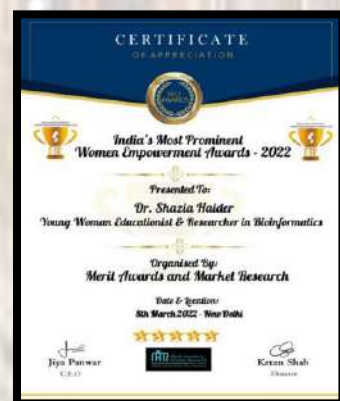 CERTIFICATE
OF APPRECIATION
India's Most Prominent
Women Empowerment Awards - 2022
Presented To:
Dr. Shazia Haider
Young Woman Educationist & Researcher in Bioinformatics
Organised By:
Merit Awards and Market Research
Date & Location:
8th March 2022 - New Delhi
Jiya Panwar
C.E.O
Ketan Shah
Director